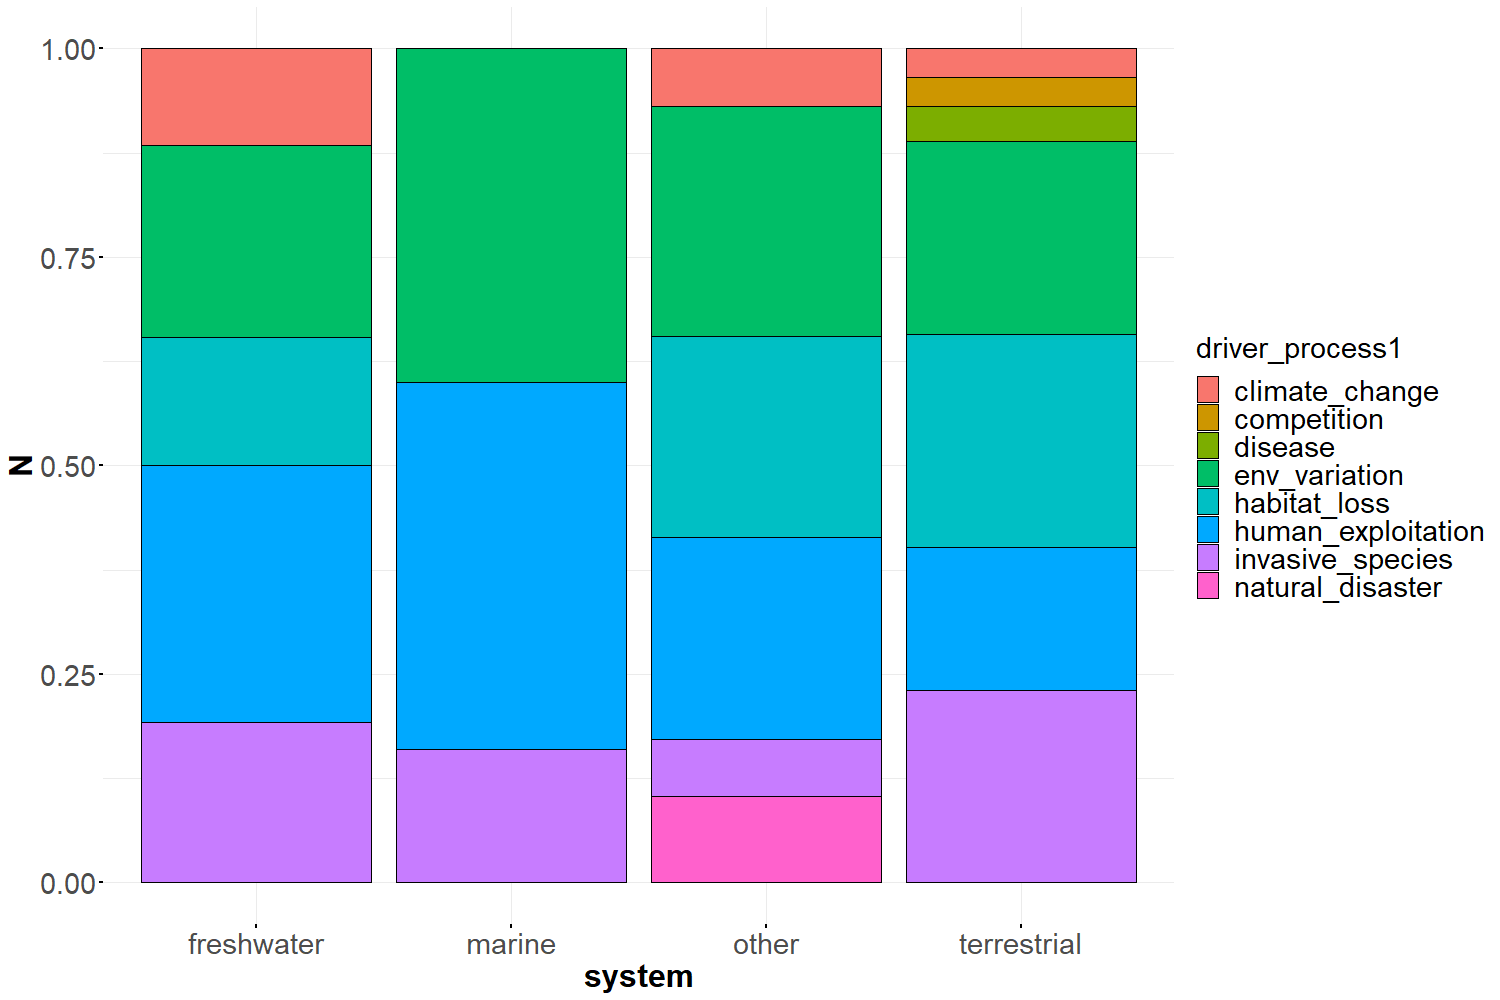 1.00
0.75
0.50
0.25
0.00
N
freshwater
marine
other
terrestrial
system
driver_process1
climate_change
competition
disease
env_variation
habitat_loss
human_exploitation
invasive_species
natural_disaster